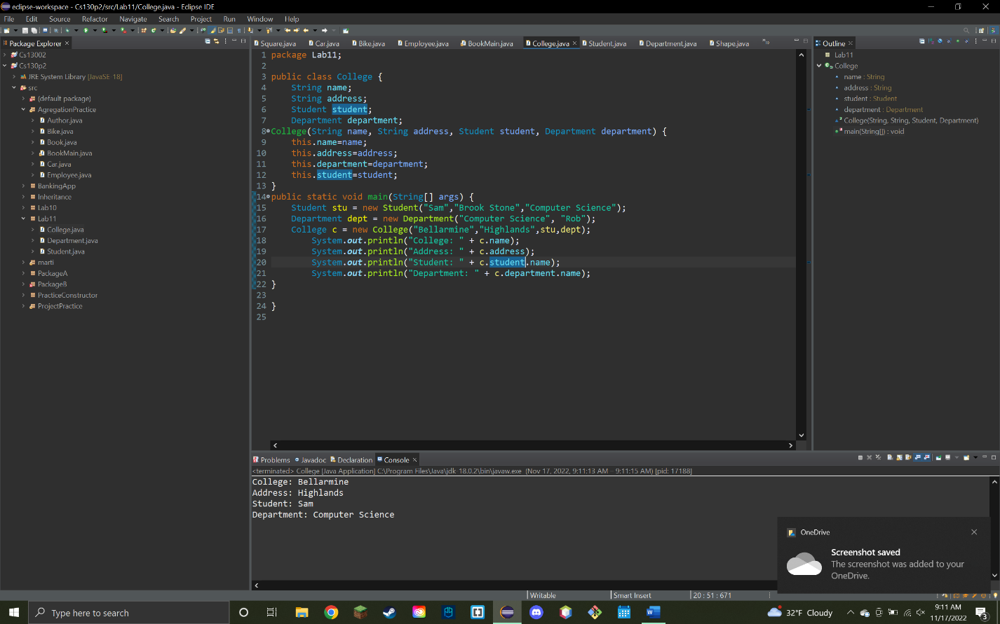 eclipse-workspace - Cs130p2/src/Lab11/College.java - Eclipse IDE
File Edit Source Refactor Navigate Search Project Run Window Help
Package Explorer
Cs13002
Cs130p2
JRE System Library [JavaSE-18]
src
(default package)
AgregationPractice
Author.java
Bike.java
Book.java
BookMain.java
Car.java
Employee.java
BankingApp
Inheritance
Lab10
Lab11
College.java
Department.java
Student.java
marti
PackageA
PackageB
PracticeConstructor
ProjectPractice
Square.java Car.java Bike.java Employee.java BookMain.java College.java Student.java Department.java Shape.java
1 package Lab11;
2
3 public class College {
4 String name;
5 String address;
6 Student student;
7 Department department;
8 College(String name, String address, Student student, Department department) {
9 this.name=name;
10 this.address=address;
11 this.department=department;
12 this.student=student;
13 }
14 public static void main(String[] args) {
15 Student stu = new Student("Sam","Brook Stone","Computer Science");
16 Department dept = new Department("Computer Science", "Rob");
17 College c = new College("Bellarmine","Highlands",stu,dept);
18 System.out.println("College: " + c.name);
19 System.out.println("Address: " + c.address);
20 System.out.println("Student: " + c.student.name);
21 System.out.println("Department: " + c.department.name);
22 }
23
24 }
25
Outline
Lab11
College
name : String
address : String
student : Student
department : Department
College(String, String, Student, Department)
main(String[]) : void
Problems Javadoc Declaration Console
<terminated> College [Java Application] C:\Program Files\Java\jdk-18.0.2\bin\javaw.exe (Nov 17, 2022, 9:11:13 AM – 9:11:15 AM) [pid: 17188]
College: Bellarmine
Address: Highlands
Student: Sam
Department: Computer Science
OneDrive
Screenshot saved
The screenshot was added to your
OneDrive.
Writable Smart Insert 20 : 51 : 671
Type here to search
32°F Cloudy
9:11 AM
11/17/2022
3